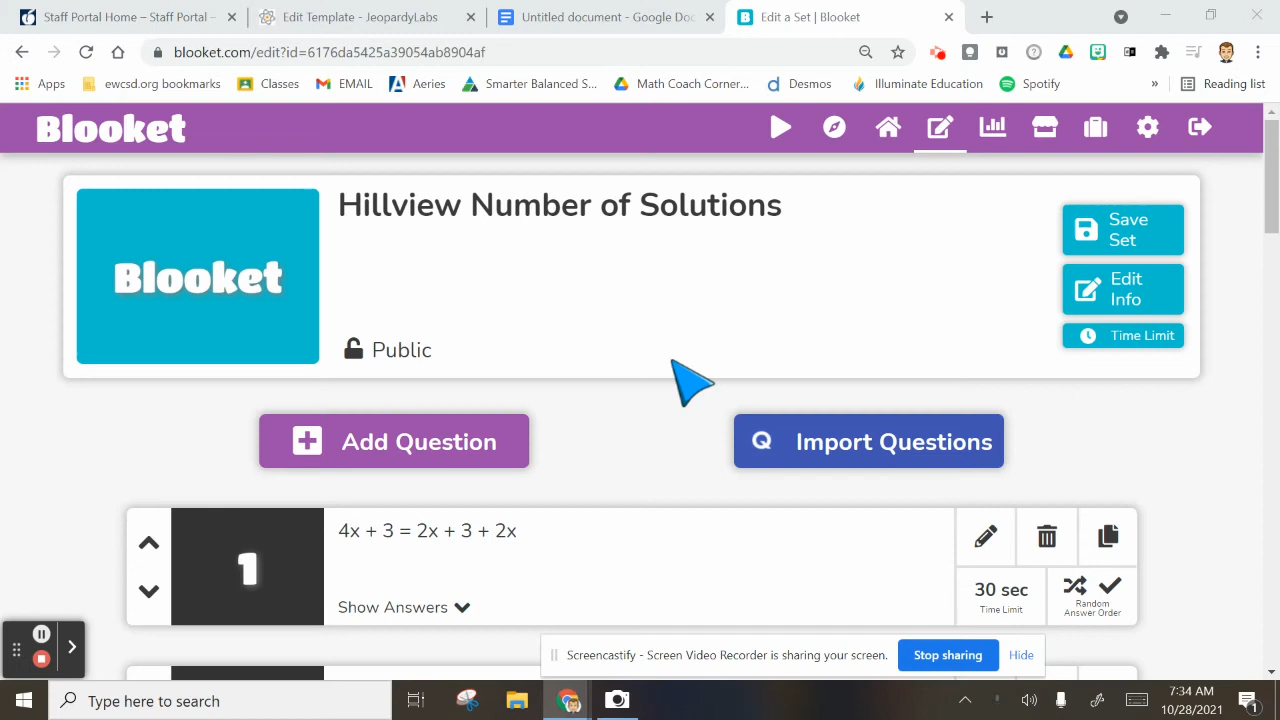 Staff Portal Home – Staff Portal –
Edit Template - JeopardyLabs
Untitled document - Google Doc
Edit a Set | Blooket
blooket.com/edit?id=6176da5425a39054ab8904af
Apps
ewcsd.org bookmarks
Classes
EMAIL
Aeries
Smarter Balanced S...
Math Coach Corner...
Desmos
Illuminate Education
Spotify
»
Reading list
Blooket
Hillview Number of Solutions
Blooket
Public
Save
Set
Edit
Info
Time Limit
Add Question
Import Questions
1
4x + 3 = 2x + 3 + 2x
Show Answers
30 sec
Time Limit
Random
Answer Order
Screencastify - Screen Video Recorder is sharing your screen.
Stop sharing
Hide
Type here to search
7:34 AM
10/28/2021
1